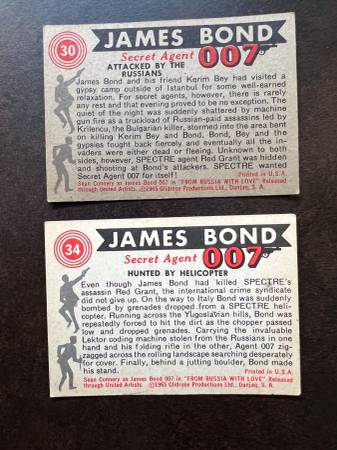 30
JAMES BOND
Secret Agent 007
ATTACKED BY THE
RUSSIANS
James Bond and his friend Kerim Bey had visited a
gypsy camp outside of Istanbul for some well-earned
relaxation. For secret agents, however, there is rarely
any rest and that evening proved to be no exception. The
quiet of the night was suddenly shattered by machine
gun fire as a truckload of Russian-paid assassins led by
Krilencu, the Bulgarian killer, stormed into the area bent
on killing Kerim Bey and Bond. Bond, Bey and the
gypsies fought back fiercely and eventually all the in-
vaders were either dead or fleeing. Unknown to both
sides, however, SPECTRE agent Red Grant was hidden
and shooting at Bond's attackers. SPECTRE wanted
Secret Agent 007 for itself!
Printed in U.S.A.
Sean Connery as James Bond 007 in "FROM RUSSIA WITH LOVE" Released
through United Artists. ©1965 Glidrose Productions Ltd., Danjaq, S. A.
34
JAMES BOND
Secret Agent 007
HUNTED BY HELICOPTER
Even though James Bond had killed SPECTRE's
assassin Red Grant, the international crime syndicate
did not give up. On the way to Italy Bond was suddenly
bombed by grenades dropped from a SPECTRE heli-
copter. Running across the Yugoslavian hills, Bond was
repeatedly forced to hit the dirt as the chopper passed
low and dropped grenades. Carrying the invaluable
Lektor coding machine stolen from the Russians in one
hand and his folding rifle in the other, Agent 007 zig-
zagged across the rolling landscape searching desperately
for cover. Finally, behind a jutting boulder, Bond made
his stand.
Printed in U.S.A.
Sean Connery as James Bond 007 in "FROM RUSSIA WITH LOVE" Released
through United Artists. ©1965 Glidrose Productions Ltd., Danjaq, S. A.